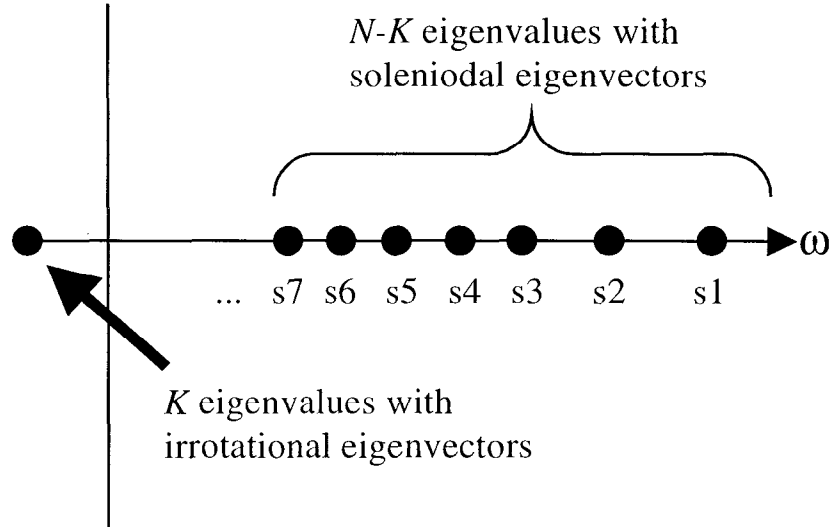 N-K eigenvalues with
soleniodal eigenvectors
ω
... s7 s6 s5 s4 s3 s2 s1
K eigenvalues with
irrotational eigenvectors